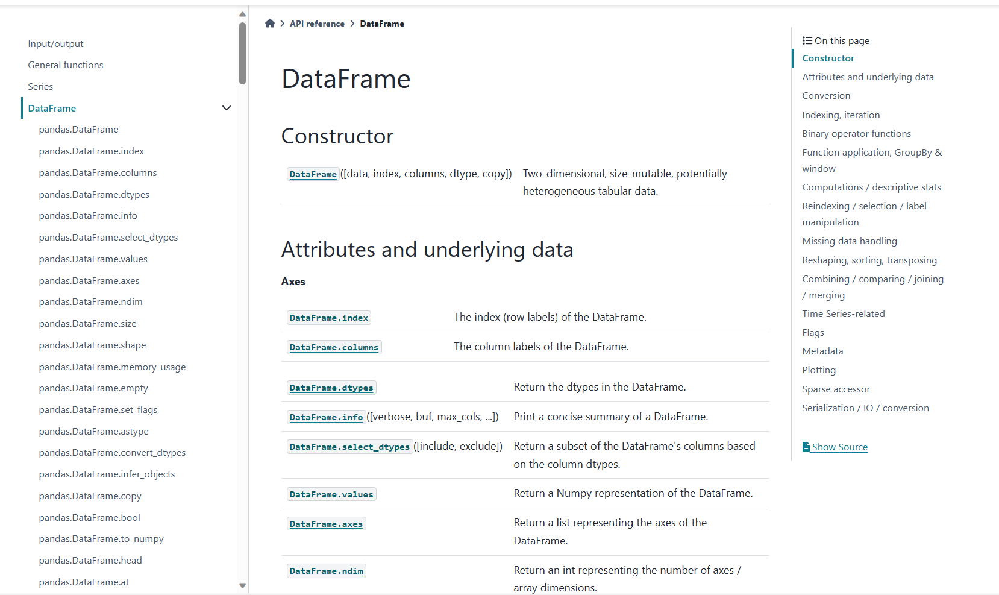 Input/output
General functions
Series
DataFrame
pandas.DataFrame
pandas.DataFrame.index
pandas.DataFrame.columns
pandas.DataFrame.dtypes
pandas.DataFrame.info
pandas.DataFrame.select_dtypes
pandas.DataFrame.values
pandas.DataFrame.axes
pandas.DataFrame.ndim
pandas.DataFrame.size
pandas.DataFrame.shape
pandas.DataFrame.memory_usage
pandas.DataFrame.empty
pandas.DataFrame.set_flags
pandas.DataFrame.astype
pandas.DataFrame.convert_dtypes
pandas.DataFrame.infer_objects
pandas.DataFrame.copy
pandas.DataFrame.bool
pandas.DataFrame.to_numpy
pandas.DataFrame.head
pandas.DataFrame.at
API reference > DataFrame
DataFrame
Constructor
DataFrame([data, index, columns, dtype, copy]) Two-dimensional, size-mutable, potentially
heterogeneous tabular data.
Attributes and underlying data
Axes
DataFrame.index The index (row labels) of the DataFrame.
DataFrame.columns The column labels of the DataFrame.
DataFrame.dtypes Return the dtypes in the DataFrame.
DataFrame.info([verbose, buf, max_cols, ...]) Print a concise summary of a DataFrame.
DataFrame.select_dtypes([include, exclude]) Return a subset of the DataFrame's columns based
on the column dtypes.
DataFrame.values Return a Numpy representation of the DataFrame.
DataFrame.axes Return a list representing the axes of the
DataFrame.
DataFrame.ndim Return an int representing the number of axes /
array dimensions.
On this page
Constructor
Attributes and underlying data
Conversion
Indexing, iteration
Binary operator functions
Function application, GroupBy &
window
Computations / descriptive stats
Reindexing / selection / label
manipulation
Missing data handling
Reshaping, sorting, transposing
Combining / comparing / joining
/ merging
Time Series-related
Flags
Metadata
Plotting
Sparse accessor
Serialization / IO / conversion
Show Source